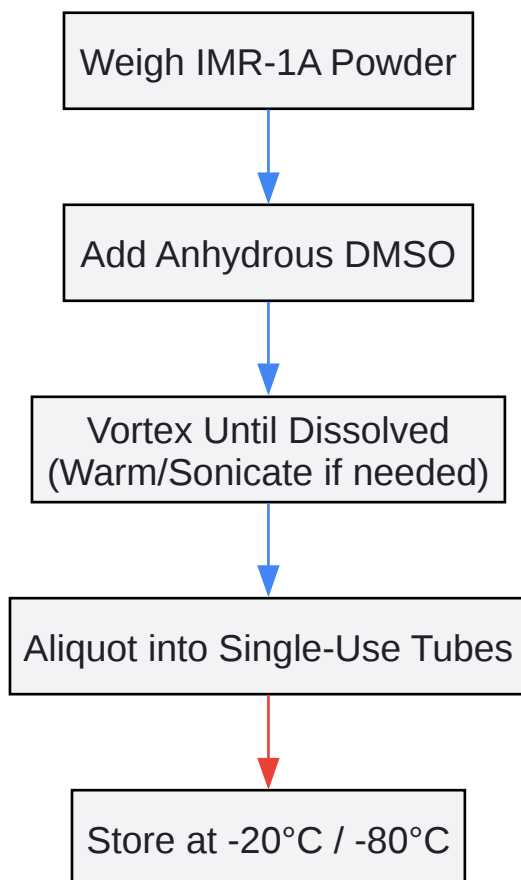 Weigh IMR-1A Powder
Add Anhydrous DMSO
Vortex Until Dissolved
(Warm/Sonicate if needed)
Aliquot into Single-Use Tubes
Store at -20°C / -80°C